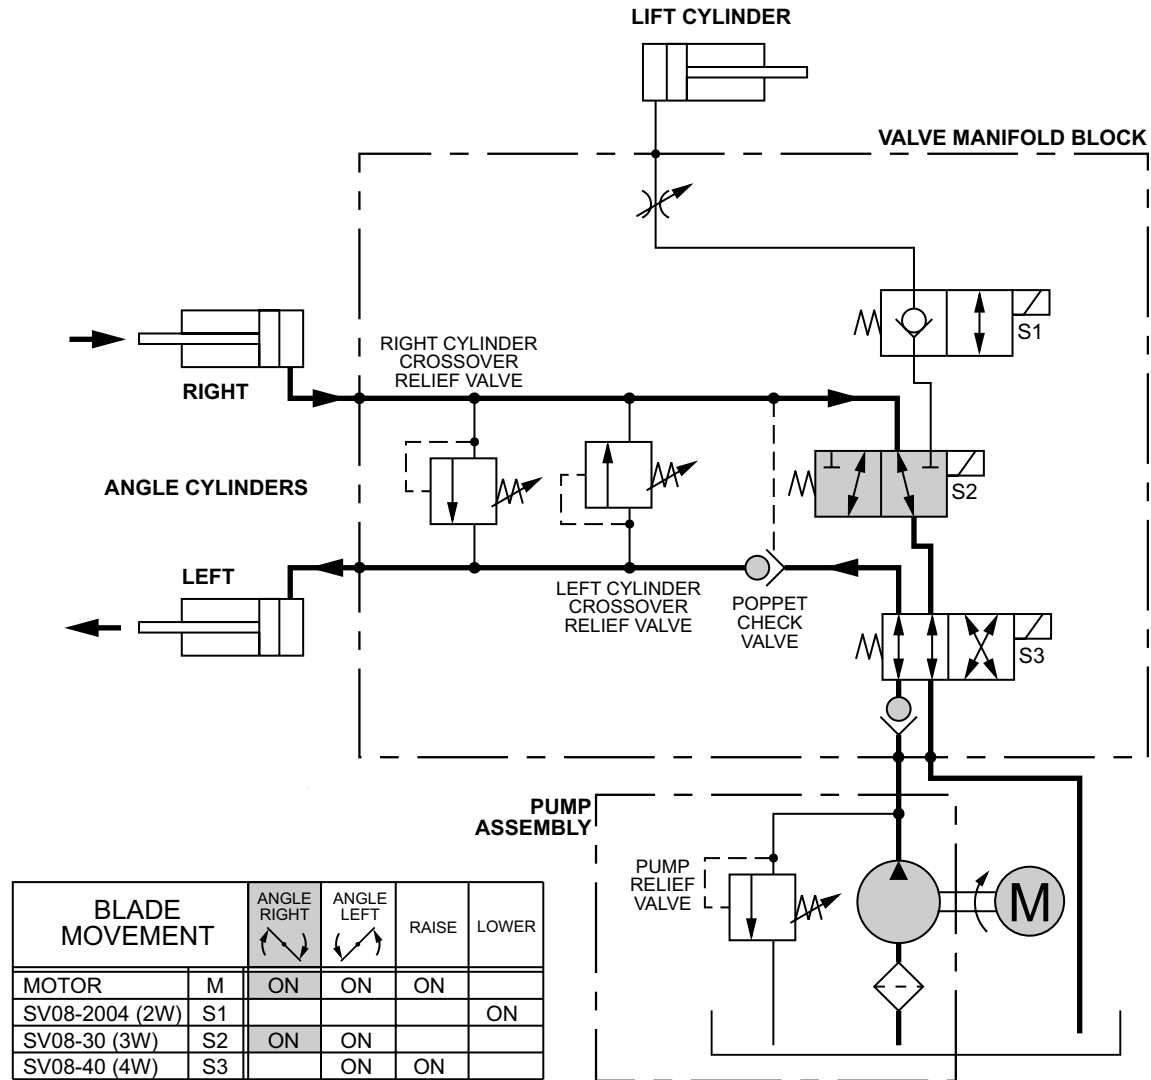 LIFT CYLINDER
VALVE MANIFOLD BLOCK
S1
RIGHT CYLINDER
CROSSOVER
RELIEF VALVE
RIGHT
ANGLE CYLINDERS
S2
LEFT
LEFT CYLINDER
CROSSOVER
RELIEF VALVE
POPPET
CHECK
VALVE
S3
PUMP
ASSEMBLY
PUMP
RELIEF
VALVE
M
BLADE
MOVEMENT
ANGLE
RIGHT
ANGLE
LEFT
RAISE
LOWER
MOTOR M ON ON ON
SV08-2004 (2W) S1 ON
SV08-30 (3W) S2 ON ON
SV08-40 (4W) S3 ON ON